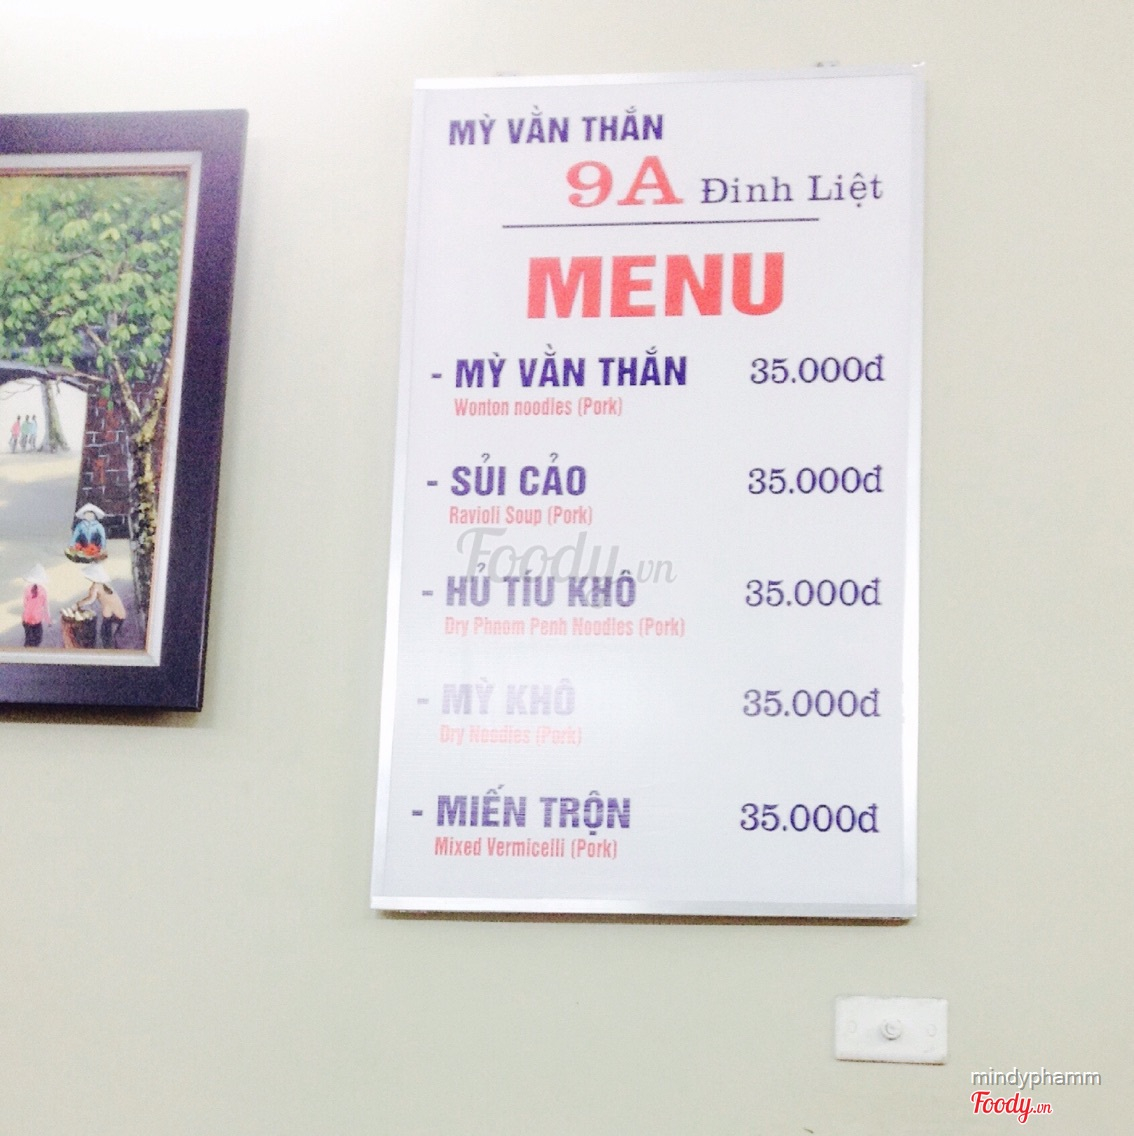 MỲ VẰN THẮN
9A Đinh Liệt
MENU
- MỲ VẰN THẮN 35.000đ
Wonton noodles (Pork)
- SỦI CẢO 35.000đ
Ravioli Soup (Pork)
Foody.vn
- HỦ TÍU KHÔ 35.000đ
Dry Phnom Penh Noodles (Pork)
- MỲ KHÔ 35.000đ
Dry Noodles (Pork)
- MIẾN TRỘN 35.000đ
Mixed Vermicelli (Pork)
mindyphamm
Foody.vn